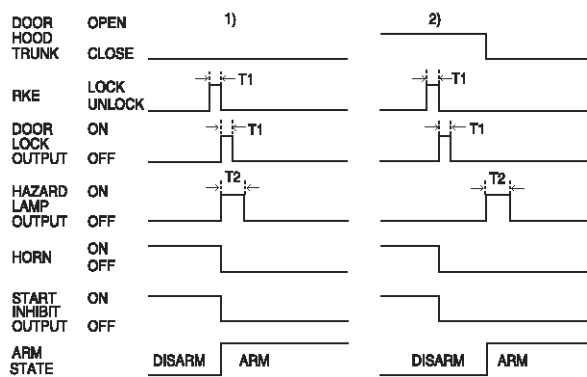 DOOR OPEN 1) 2)
HOOD
TRUNK CLOSE
T1 T1
RKE LOCK
UNLOCK
DOOR ON
LOCK T1 T1
OUTPUT OFF
T2 T2
HAZARD ON
LAMP
OUTPUT OFF
HORN ON
OFF
START ON
INHIBIT
OUTPUT OFF
ARM DISARM ARM DISARM ARM
STATE